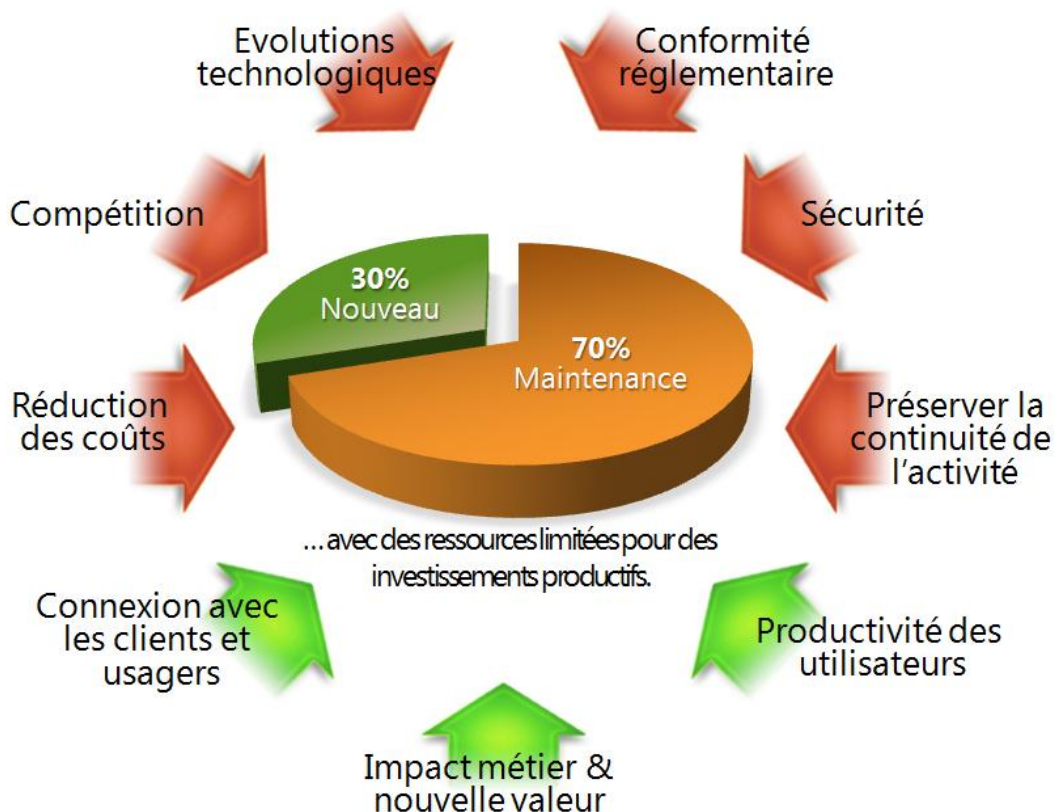 Evolutions
technologiques
Conformité
réglementaire
Compétition
Sécurité
30%
Nouveau
70%
Maintenance
Réduction
des coûts
Préserver la
continuité de
l'activité
...avec des ressources limitées pour des
investissements productifs.
Connexion avec
les clients et
usagers
Productivité des
utilisateurs
Impact métier &
nouvelle valeur